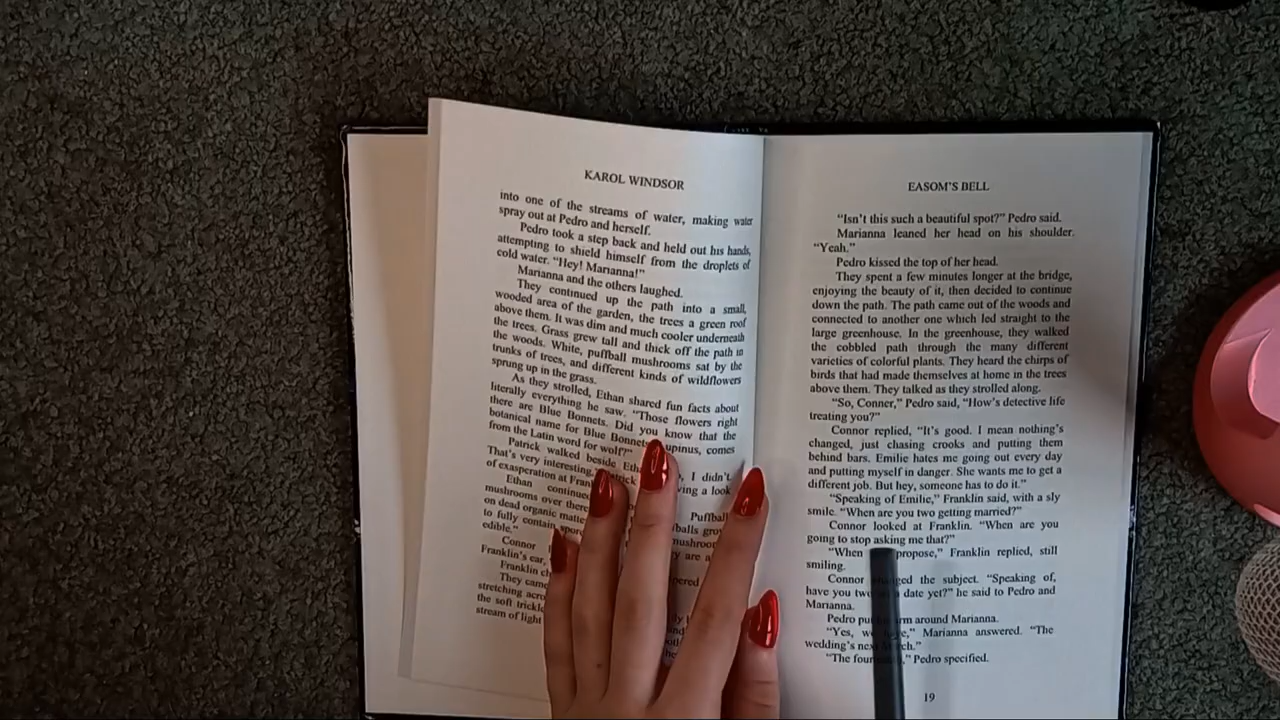 KAROL WINDSOR
into one of the streams of water, making water
spray out at Pedro and herself.
Pedro took a step back and held out his hands,
attempting to shield himself from the droplets of
cold water. “Hey! Marianna!”
Marianna and the others laughed.
They continued up the path into a small,
wooded area of the garden, the trees a green roof
above them. It was dim and much cooler underneath
the trees. Grass grew tall and thick off the path in
the woods. White, puffball mushrooms sat by the
trunks of trees, and different kinds of wildflowers
sprung up in the grass.
As they strolled, Ethan shared fun facts about
literally everything he saw. “Those flowers right
there are Blue Bonnets. Did you know that the
botanical name for Blue Bonnets upinus, comes
from the Latin word for wolf?”
Patrick walked beside I didn’t
That’s very interesting,” ving a look
of exasperation at
Ethan continued Puffball
mushrooms over there balls
on dead organic
to fully contain
edible.”
Connor
Franklin’s ear,
Franklin
They came
stretching
the soft
stream of light
EASOM’S BELL
“Isn’t this such a beautiful spot?” Pedro said.
Marianna leaned her head on his shoulder.
“Yeah.”
Pedro kissed the top of her head.
They spent a few minutes longer at the bridge,
enjoying the beauty of it, then decided to continue
down the path. The path came out of the woods and
connected to another one which led straight to the
large greenhouse. In the greenhouse, they walked
the cobbled path through the many different
varieties of colorful plants. They heard the chirps of
birds that had made themselves at home in the trees
above them. They talked as they strolled along.
“So, Conner,” Pedro said, “How’s detective life
treating you?”
Connor replied, “It’s good. I mean nothing’s
changed, just chasing crooks and putting them
behind bars. Emilie hates me going out every day
and putting myself in danger. She wants me to get a
different job. But hey, someone has to do it.”
“Speaking of Emilie,” Franklin said, with a sly
smile. “When are you two getting married?”
Connor looked at Franklin. “When are you
going to stop asking me that?”
“When propose,” Franklin replied, still
smiling.
Connor the subject. “Speaking of,
have you two a date yet?” he said to Pedro and
Marianna.
Pedro arm around Marianna.
“Yes, we Marianna answered. “The
wedding’s next
“The Pedro specified.
19